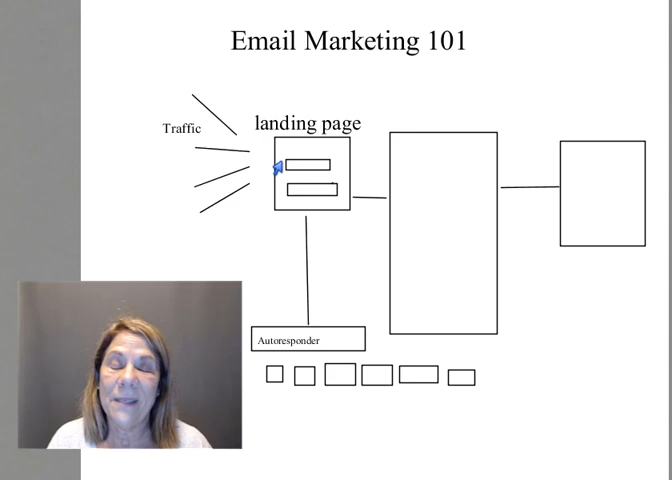 Email Marketing 101
Traffic
landing page
Autoresponder